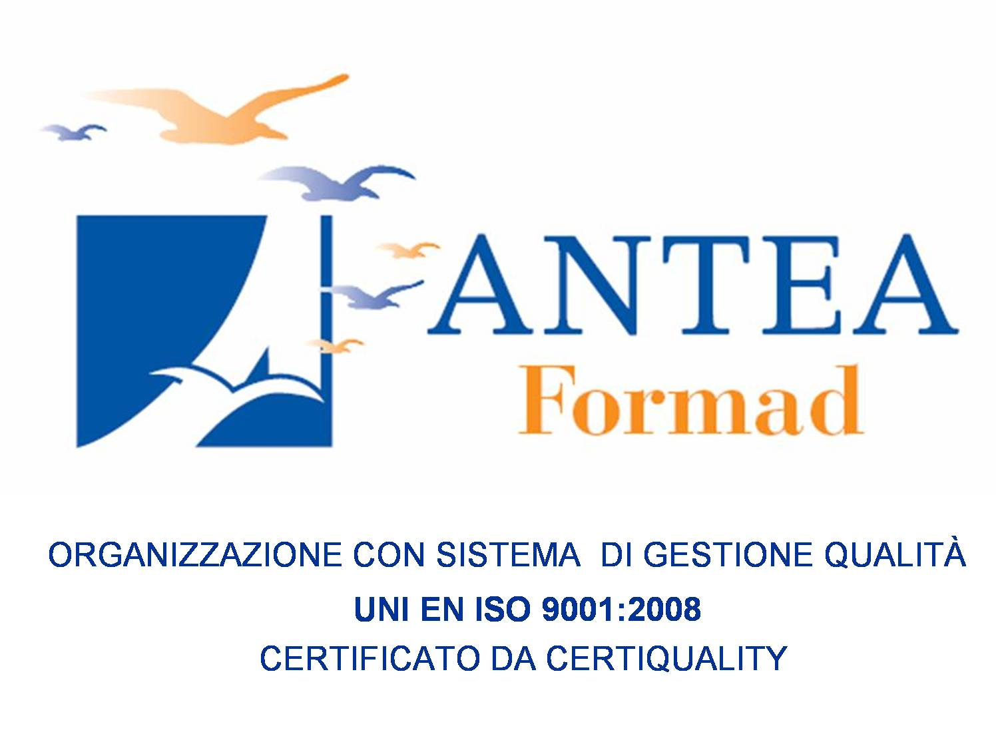 ANTEA
Formad
ORGANIZZAZIONE CON SISTEMA DI GESTIONE QUALITÀ
UNI EN ISO 9001:2008
CERTIFICATO DA CERTIQUALITY